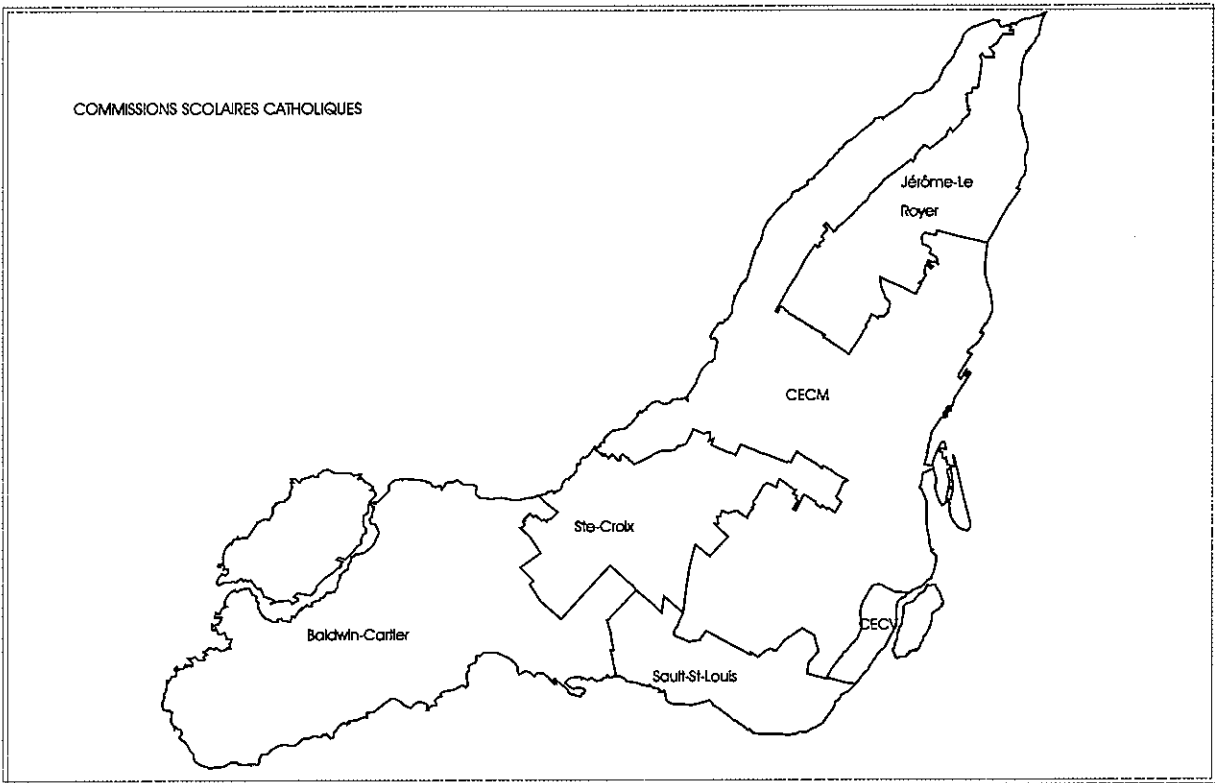 COMMISSIONS SCOLAIRES CATHOLIQUES
Jérôme-Le
Royer
CECM
Ste-Croix
Baldwin-Cartier
CECV
Sault-St-Louis